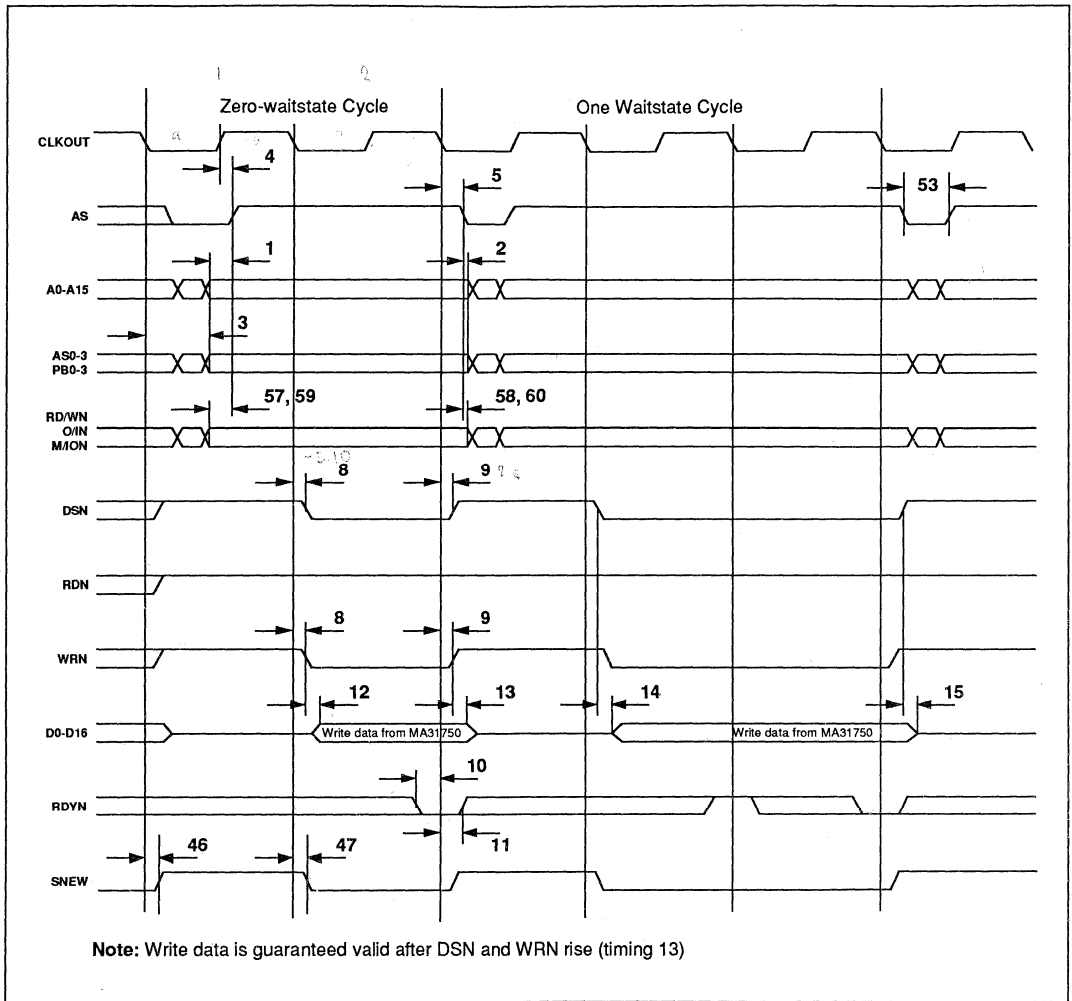 1 2
Zero-waitstate Cycle One Waitstate Cycle
CLKOUT
4 5 53
AS
1 2
A0-A15
3
AS0-3
PB0-3
57, 59 58, 60
RD/WN
O/IN
M/ION
8 9
DSN
RDN
8 9
WRN
12 13 14 15
D0-D16 Write data from MA31750 Write data from MA31750
10
RDYN
11
46 47
SNEW
Note: Write data is guaranteed valid after DSN and WRN rise (timing 13)